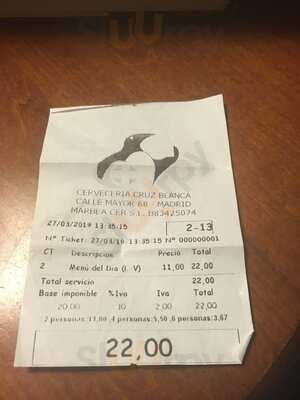 CERVECERIA CRUZ BLANCA
CALLE MAYOR 68 - MADRID
MARBEA CER S.L. B83425074
27/03/2019 13:35:15 2-13
Nº Ticket: 27/03/19 13:35:15 Nº 000000001
CT Descripcion Precio Total
2 Menú del Dia (L V) 11,00 22,00
Total servicio 22,00
Base imponible %Iva Iva Total
20,00 10 2,00 22,00
2 personas:11,00 ,4 personas:5,50 ,6 personas:3,67
22,00